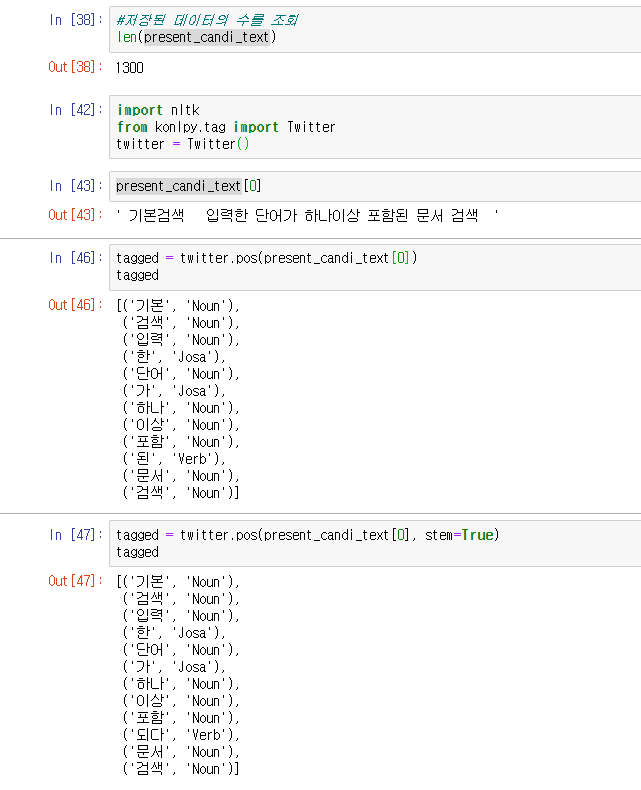 In [38]: #저장된 데이터의 수를 조회
len(present_candi_text)
Out[38]: 1300
In [42]: import nltk
from konlpy.tag import Twitter
twitter = Twitter()
In [43]: present_candi_text[0]
Out[43]: ' 기본검색   입력한 단어가 하나이상 포함된 문서 검색  '
In [46]: tagged = twitter.pos(present_candi_text[0])
tagged
Out[46]: [('기본', 'Noun'),
('검색', 'Noun'),
('입력', 'Noun'),
('한', 'Josa'),
('단어', 'Noun'),
('가', 'Josa'),
('하나', 'Noun'),
('이상', 'Noun'),
('포함', 'Noun'),
('된', 'Verb'),
('문서', 'Noun'),
('검색', 'Noun')]
In [47]: tagged = twitter.pos(present_candi_text[0], stem=True)
tagged
Out[47]: [('기본', 'Noun'),
('검색', 'Noun'),
('입력', 'Noun'),
('한', 'Josa'),
('단어', 'Noun'),
('가', 'Josa'),
('하나', 'Noun'),
('이상', 'Noun'),
('포함', 'Noun'),
('되다', 'Verb'),
('문서', 'Noun'),
('검색', 'Noun')]